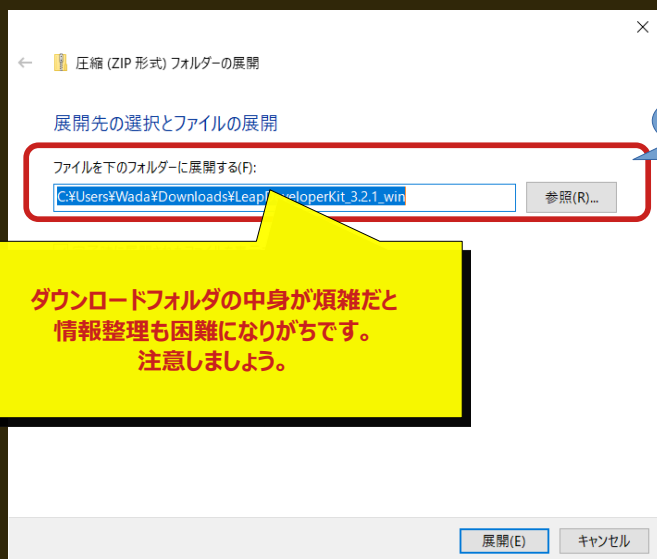 圧縮 (ZIP 形式) フォルダーの展開
展開先の選択とファイルの展開
ファイルを下のフォルダーに展開する(F):
C:¥Users¥Wada¥Downloads¥Leap eloperKit_3.2.1_win
参照(R)...
ダウンロードフォルダの中身が煩雑だと
情報整理も困難になりがちです。
注意しましょう。
展開(E)
キャンセル